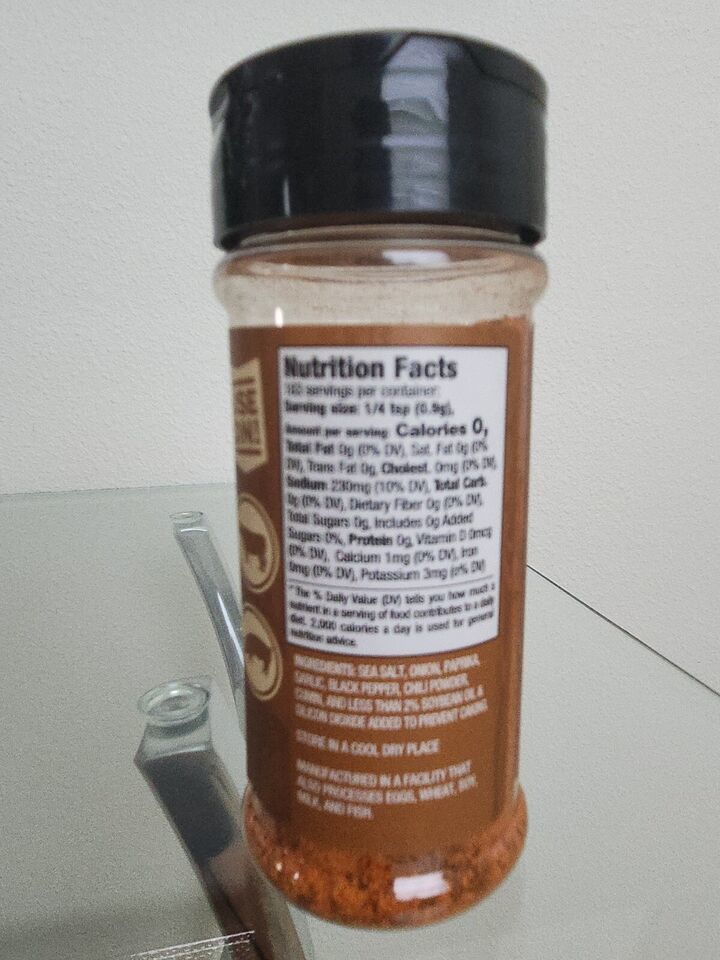 Nutrition Facts
servings per container
Serving size 1/4 tsp (0.9g),
Amount per serving Calories 0,
Total Fat 0g (0% DV), Sat. Fat 0g (0%
DV), Trans Fat 0g, Cholest. 0mg (0% DV),
Sodium 230mg (10% DV), Total Carb.
0g (0% DV), Dietary Fiber 0g (0% DV),
Total Sugars 0g, Includes 0g Added
Sugars 0%, Protein 0g, Vitamin D 0mcg
(0% DV), Calcium 1mg (0% DV), Iron
0mg (0% DV), Potassium 3mg (0% DV)
*The % Daily Value (DV) tells you how much a
nutrient in a serving of food contributes to a daily
diet. 2,000 calories a day is used for general
nutrition advice.
INGREDIENTS: SEA SALT, ONION, PAPRIKA,
GARLIC, BLACK PEPPER, CHILI POWDER,
CUMIN, AND LESS THAN 2% SOYBEAN OIL &
SILICON DIOXIDE ADDED TO PREVENT CAKING
STORE IN A COOL DRY PLACE
MANUFACTURED IN A FACILITY THAT
ALSO PROCESSES EGGS, WHEAT, SOY,
MILK, AND FISH